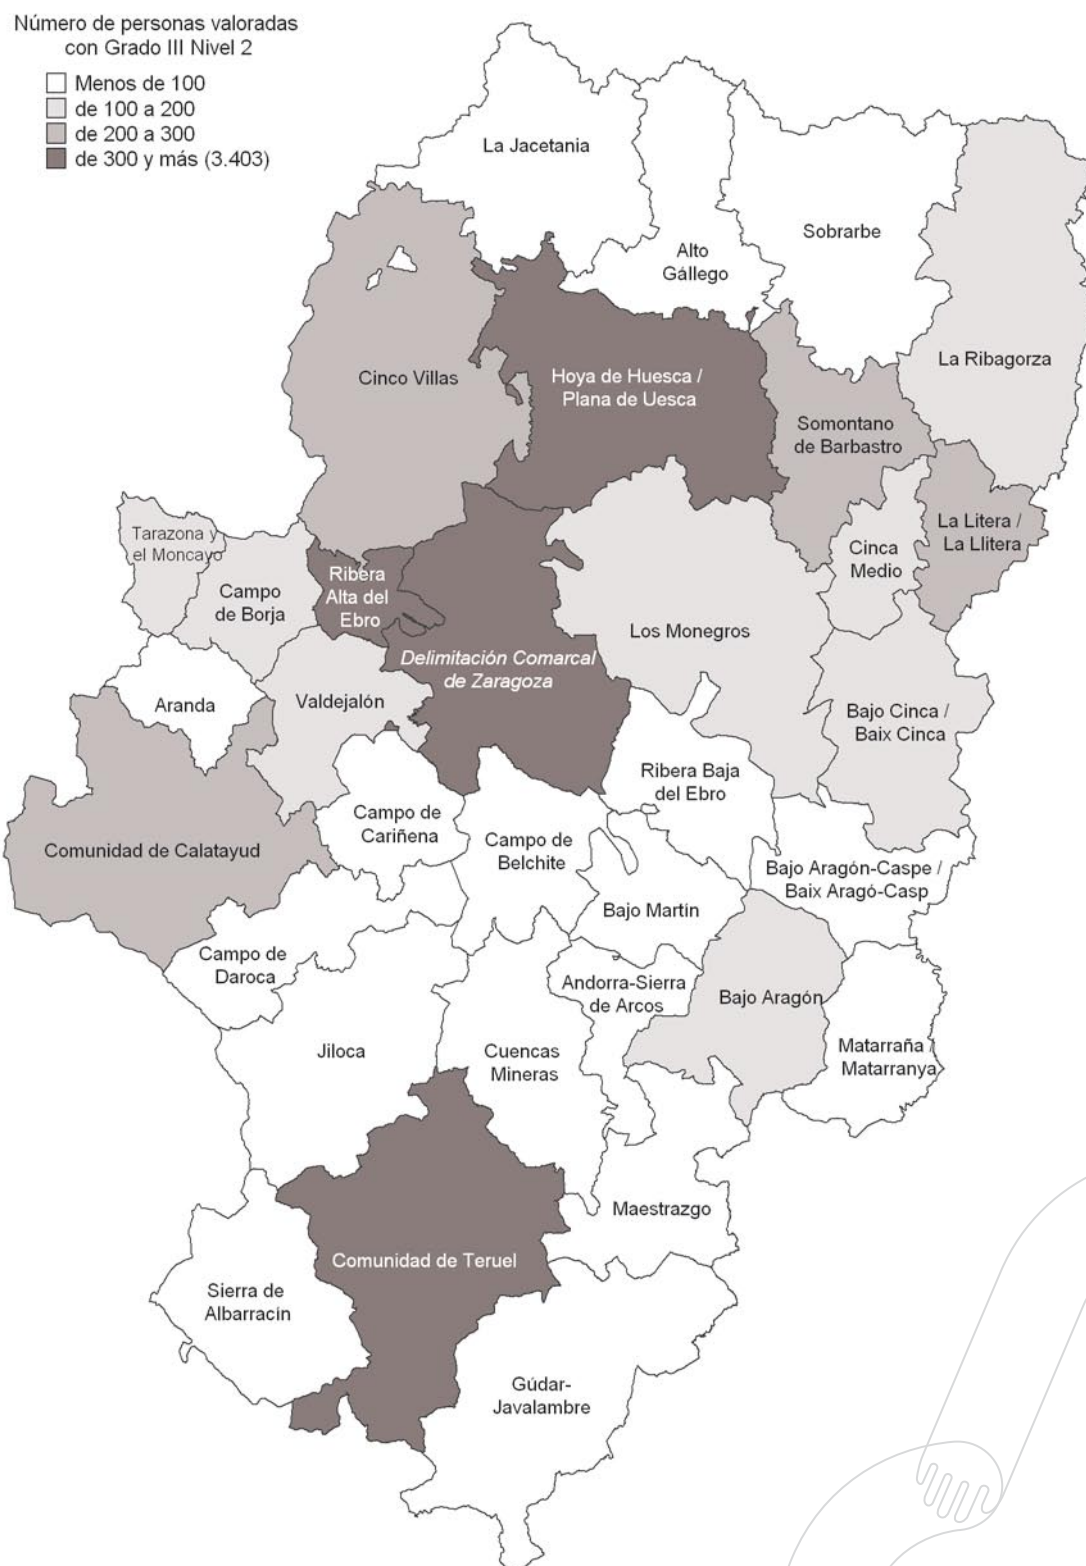 Número de personas valoradas
con Grado III Nivel 2
Menos de 100
de 100 a 200
de 200 a 300
de 300 y más (3.403)
La Jacetania
Alto
Gállego
Sobrarbe
La Ribagorza
Cinco Villas
Hoya de Huesca /
Plana de Uesca
Somontano
de Barbastro
Tarazona y
el Moncayo
Campo
de Borja
Ribera
Alta del
Ebro
Cinca
Medio
La Litera /
La Llitera
Los Monegros
Delimitación Comarcal
de Zaragoza
Aranda
Valdejalón
Bajo Cinca /
Baix Cinca
Ribera Baja
del Ebro
Comunidad de Calatayud
Campo de
Cariñena
Campo de
Belchite
Bajo Aragón-Caspe /
Baix Aragó-Casp
Bajo Martín
Campo de
Daroca
Andorra-Sierra
de Arcos
Bajo Aragón
Jiloca
Cuencas
Mineras
Matarraña /
Matarranya
Maestrazgo
Comunidad de Teruel
Sierra de
Albarracín
Gúdar-
Javalambre